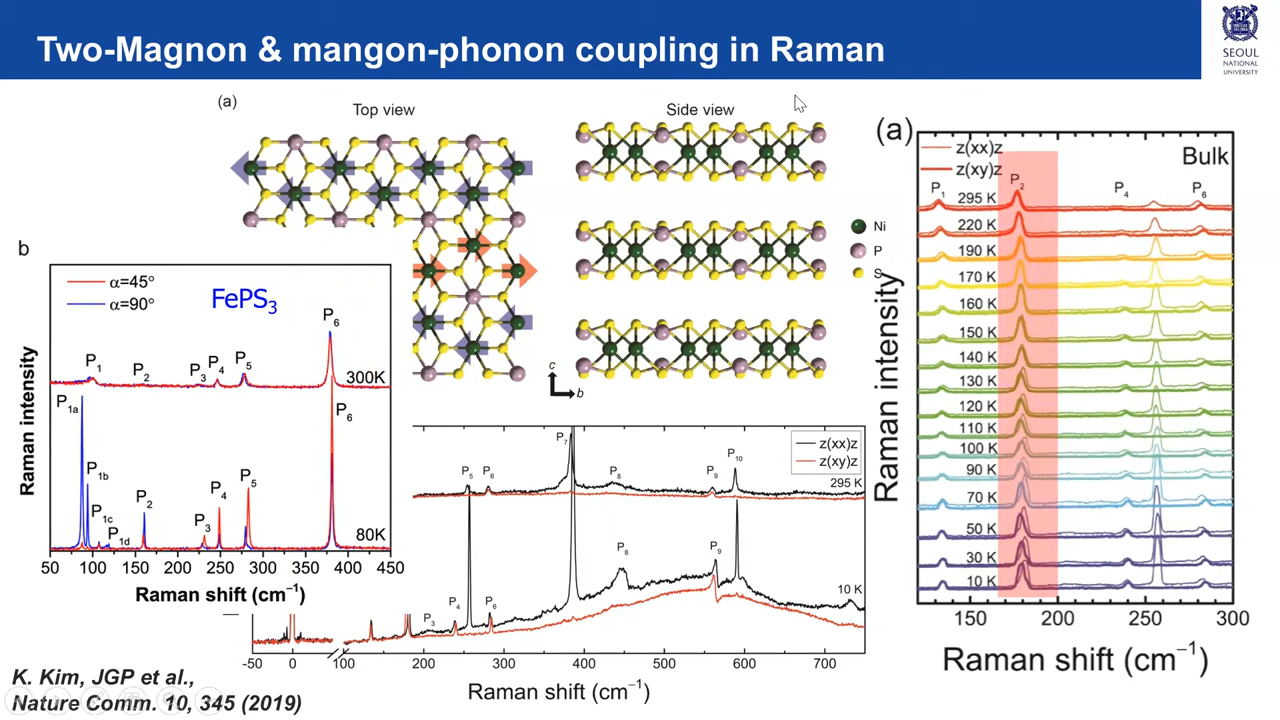 Two-Magnon & mangon-phonon coupling in Raman
SEOUL
NATIONAL
UNIVERSITY
(a)
Top view
Side view
Ni
P
S
c
b
b
α=45°
α=90°
FePS3
P1
P2
P3
P4
P5
P6
300K
P1a
P1b
P1c
P1d
P2
P3
P4
P5
P6
80K
Raman intensity
50 100 150 200 250 300 350 400 450
Raman shift (cm−1)
z(xx)z
z(xy)z
P5
P6
P7
P8
P9
P10
295 K
P3
P4
P6
P8
P9
10 K
-50 0 100 200 300 400 500 600 700
Raman shift (cm−1)
(a)
z(xx)z
z(xy)z
Bulk
P1
P2
P4
P6
295 K
220 K
190 K
170 K
160 K
150 K
140 K
130 K
120 K
110 K
100 K
90 K
70 K
50 K
30 K
10 K
Raman intensity
150 200 250 300
Raman shift (cm−1)
K. Kim, JGP et al.,
Nature Comm. 10, 345 (2019)